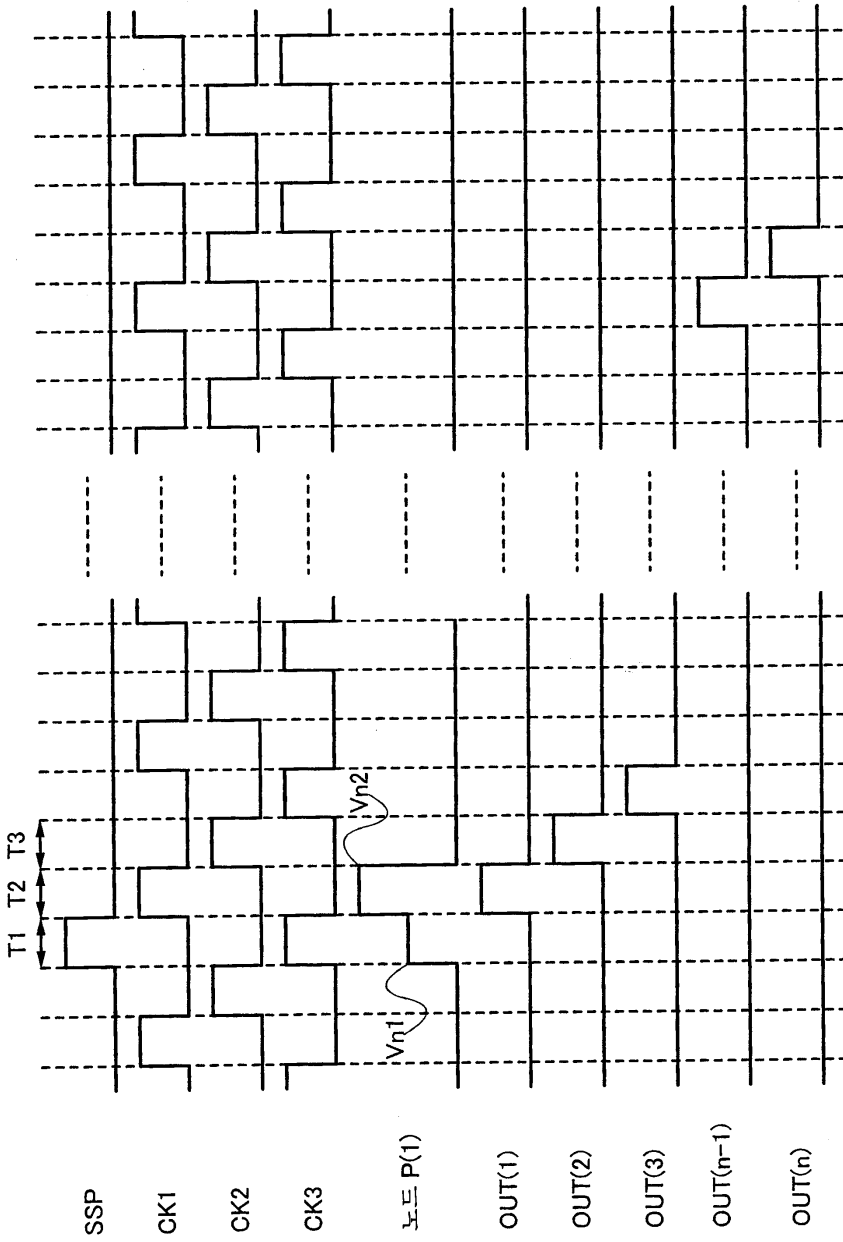 T1 T2 T3
SSP
CK1
CK2
CK3
Vn1
Vn2
노드 P(1)
OUT(1)
OUT(2)
OUT(3)
OUT(n-1)
OUT(n)